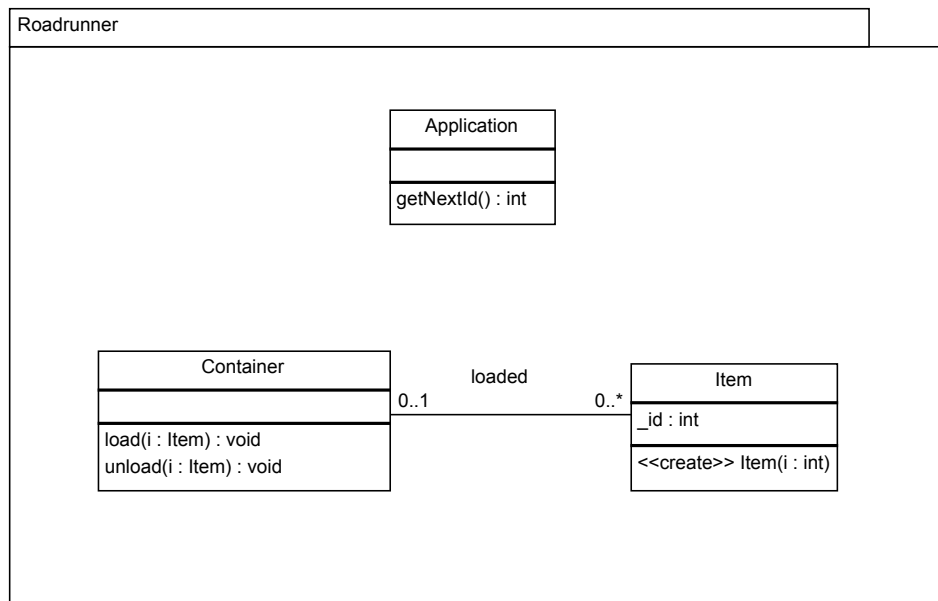 Roadrunner
Application
getNextId() : int
Container
load(i : Item) : void
unload(i : Item) : void
loaded
0..1
0..*
Item
_id : int
<<create>> Item(i : int)